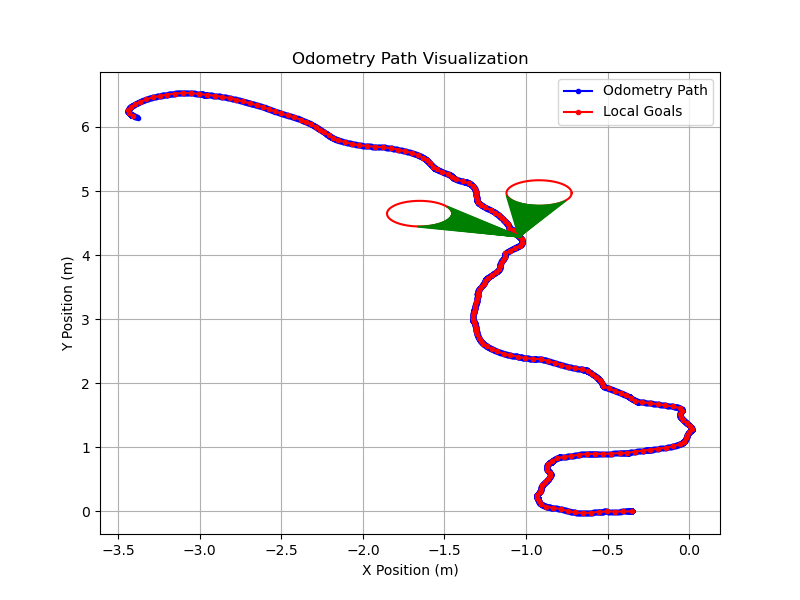 Odometry Path Visualization
Odometry Path
Local Goals
Y Position (m)
6
5
4
3
2
1
0
−3.5 −3.0 −2.5 −2.0 −1.5 −1.0 −0.5 0.0
X Position (m)